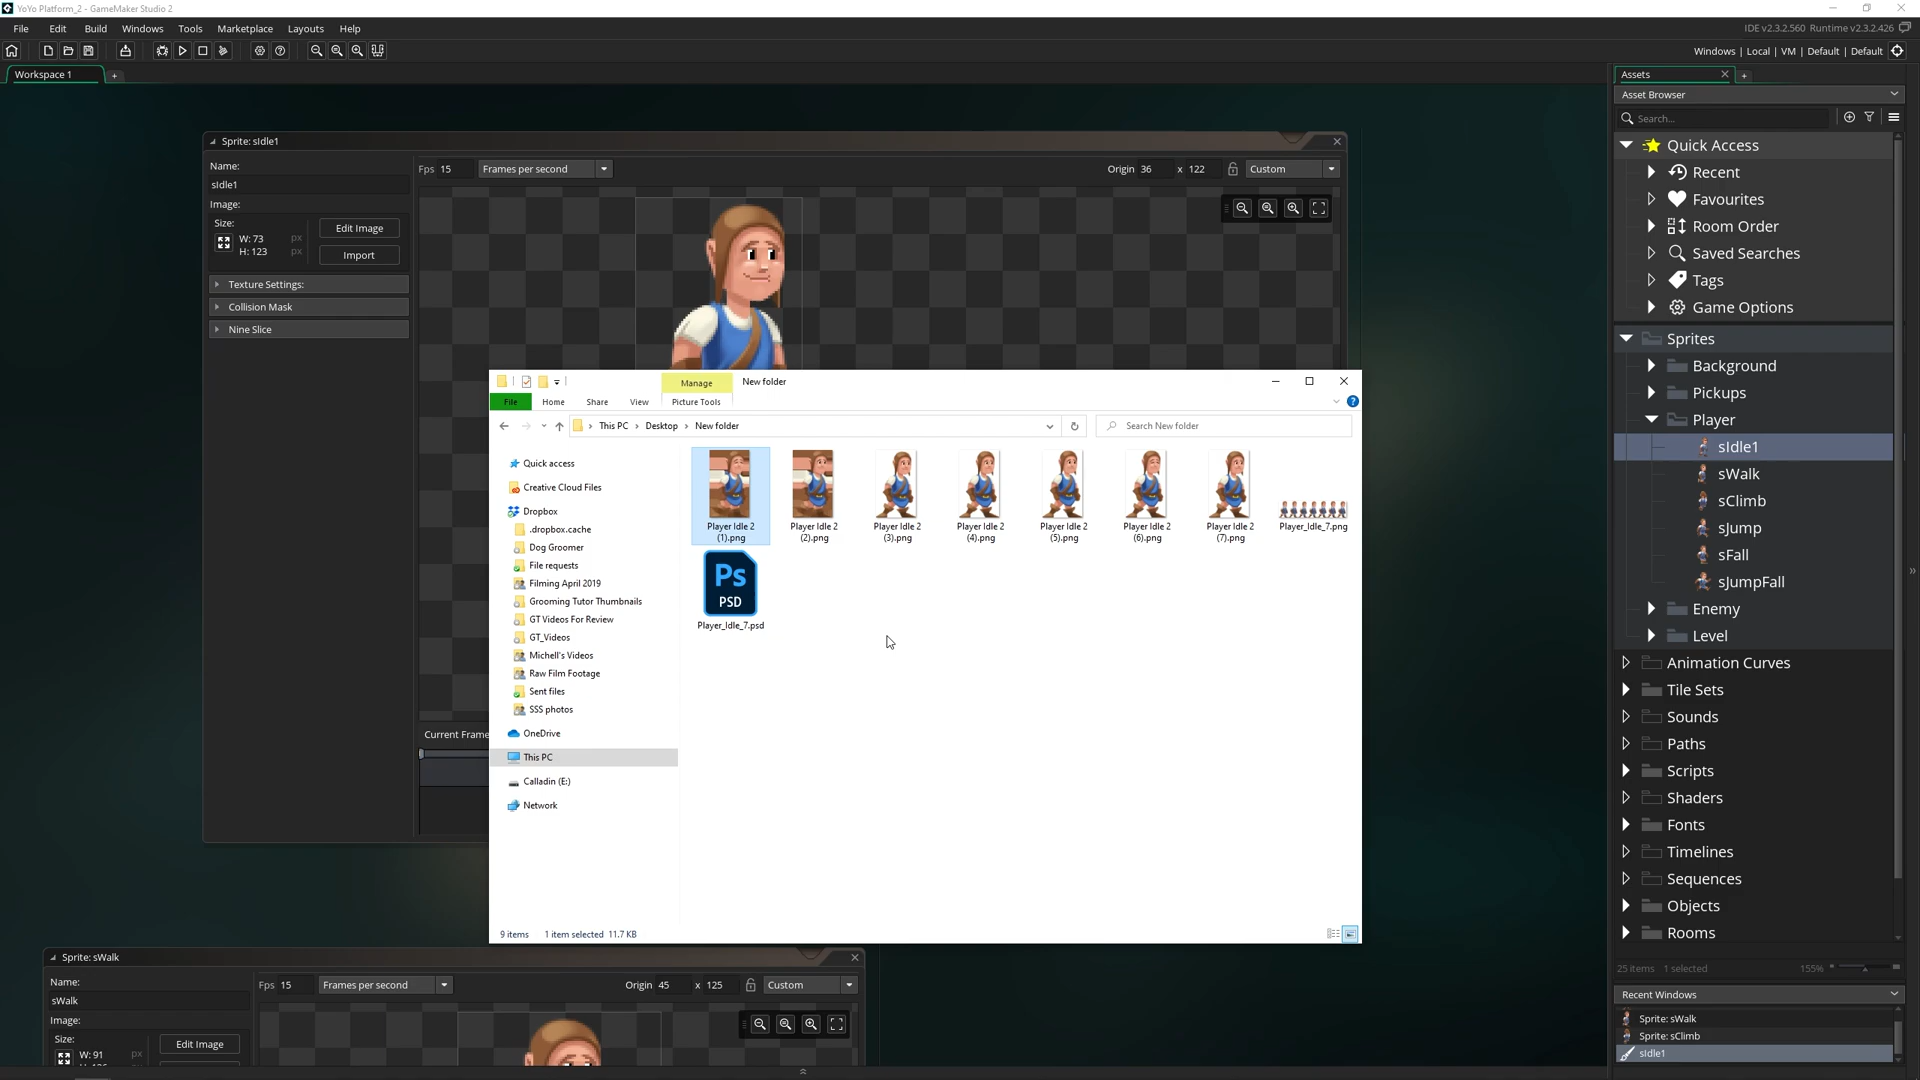 YoYo Platform_2 - GameMaker Studio 2
File Edit Build Windows Tools Marketplace Layouts Help
IDE v2.3.2.560 Runtime v2.3.2.426
Windows | Local | VM | Default | Default
Workspace 1
Assets
Asset Browser
Search...
Quick Access
Recent
Favourites
Room Order
Saved Searches
Tags
Game Options
Sprites
Background
Pickups
Player
sIdle1
sWalk
sClimb
sJump
sFall
sJumpFall
Enemy
Level
Animation Curves
Tile Sets
Sounds
Paths
Scripts
Shaders
Fonts
Timelines
Sequences
Objects
Rooms
25 items 1 selected 155%
Recent Windows
Sprite: sWalk
Sprite: sClimb
sIdle1
Sprite: sIdle1
Name:
sIdle1
Image:
Size:
W: 73 px
H: 123 px
Edit Image
Import
Texture Settings:
Collision Mask
Nine Slice
Fps 15 Frames per second
Origin 36 x 122 Custom
Current Frame
Manage New folder
File Home Share View Picture Tools
This PC Desktop New folder
Search New folder
Quick access
Creative Cloud Files
Dropbox
.dropbox.cache
Dog Groomer
File requests
Filming April 2019
Grooming Tutor Thumbnails
GT Videos For Review
GT_Videos
Michell's Videos
Raw Film Footage
Sent files
SSS photos
OneDrive
This PC
Calladin (E:)
Network
Player Idle 2 (1).png
Player Idle 2 (2).png
Player Idle 2 (3).png
Player Idle 2 (4).png
Player Idle 2 (5).png
Player Idle 2 (6).png
Player Idle 2 (7).png
Player_Idle_7.png
Ps
PSD
Player_Idle_7.psd
9 items 1 item selected 11.7 KB
Sprite: sWalk
Name:
sWalk
Image:
Size:
W: 91 px
Edit Image
Fps 15 Frames per second
Origin 45 x 125 Custom